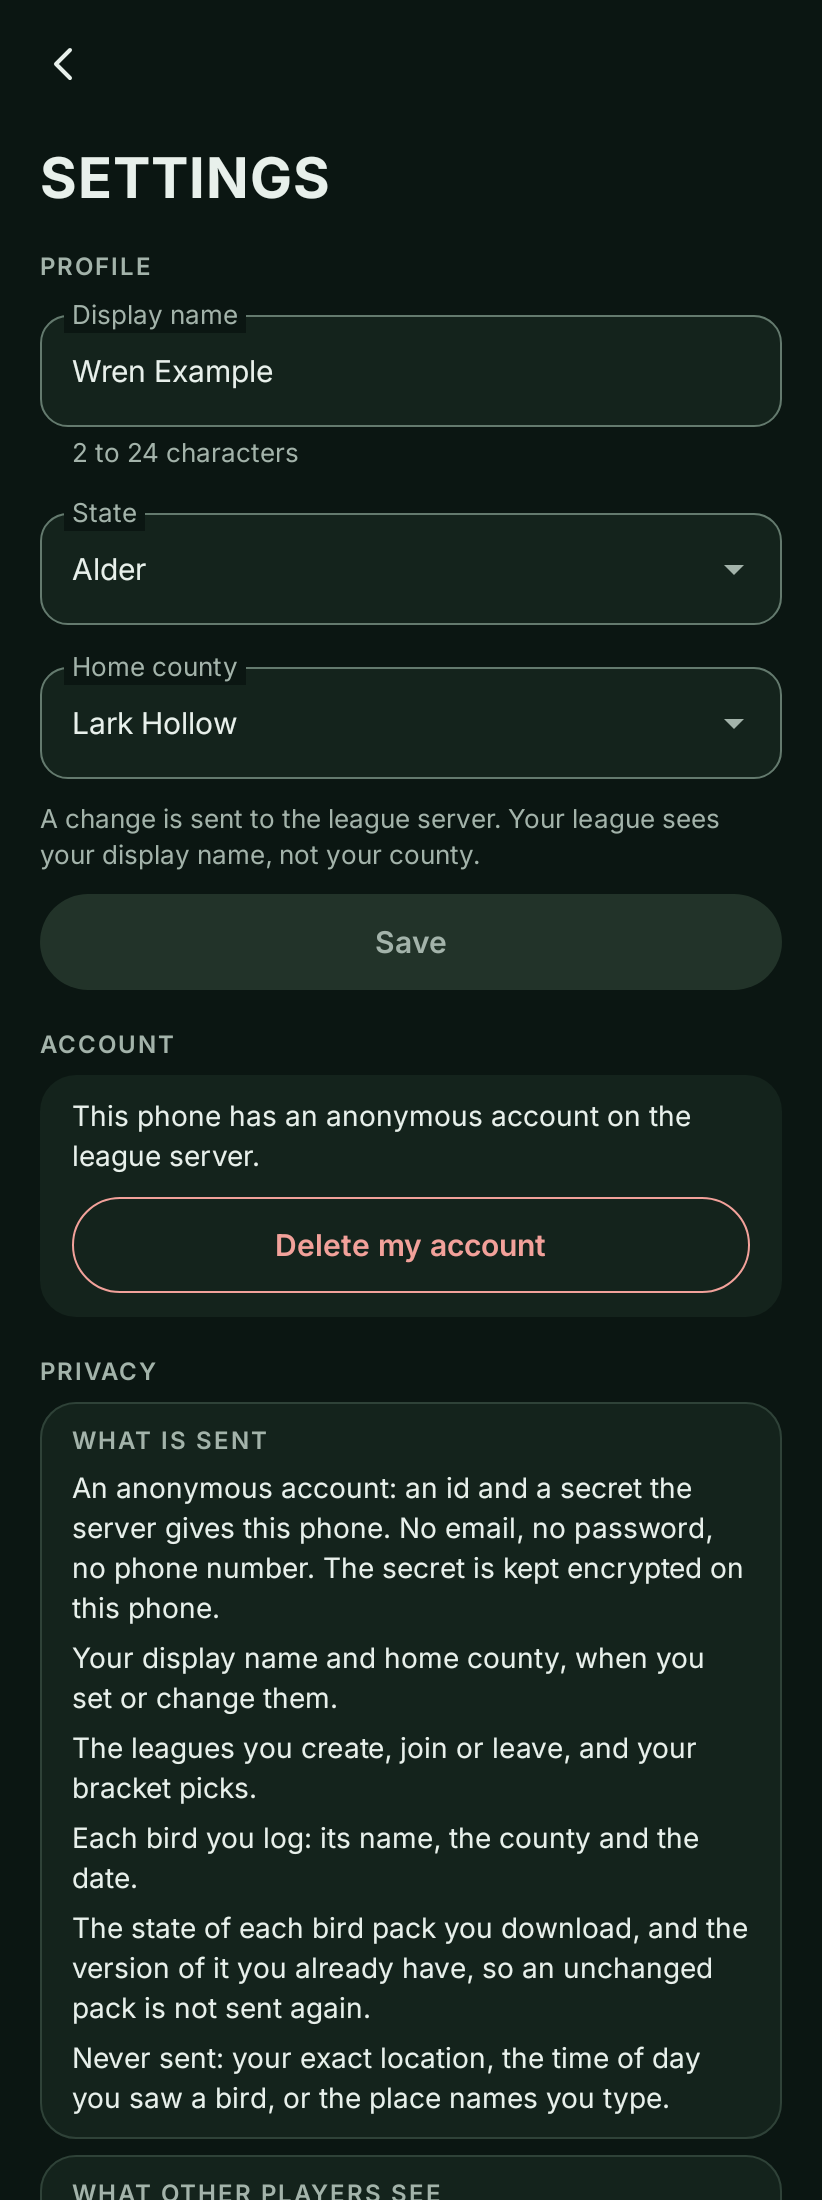 SETTINGS
PROFILE
Display name
Wren Example
2 to 24 characters
State
Alder
Home county
Lark Hollow
A change is sent to the league server. Your league sees
your display name, not your county.
Save
ACCOUNT
This phone has an anonymous account on the
league server.
Delete my account
PRIVACY
WHAT IS SENT
An anonymous account: an id and a secret the
server gives this phone. No email, no password,
no phone number. The secret is kept encrypted on
this phone.
Your display name and home county, when you
set or change them.
The leagues you create, join or leave, and your
bracket picks.
Each bird you log: its name, the county and the
date.
The state of each bird pack you download, and the
version of it you already have, so an unchanged
pack is not sent again.
Never sent: your exact location, the time of day
you saw a bird, or the place names you type.
WHAT OTHER PLAYERS SEE